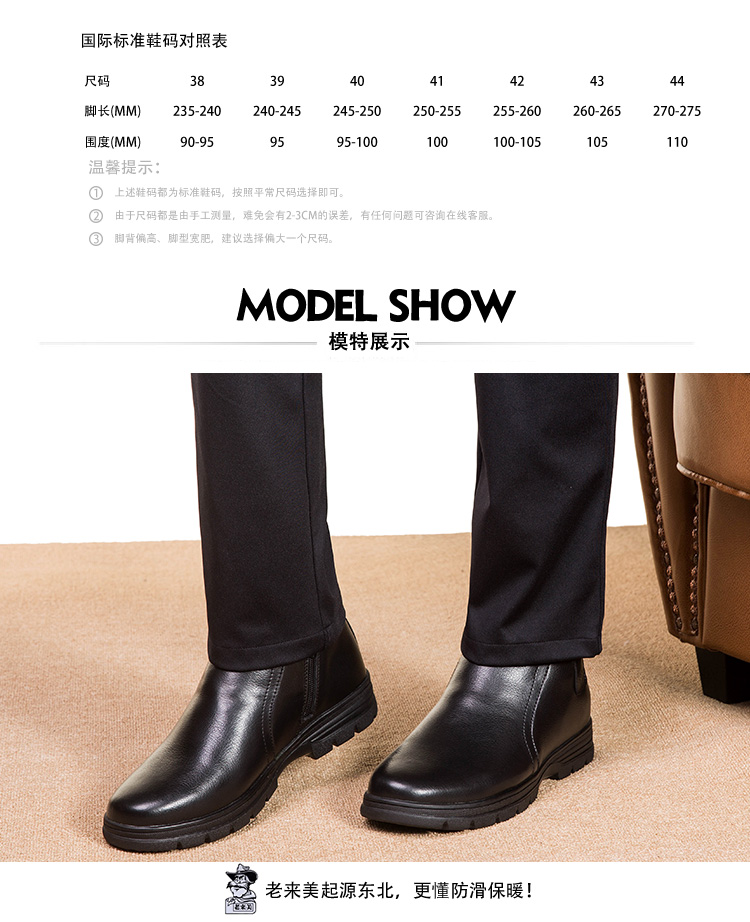 国际标准鞋码对照表
尺码 38 39 40 41 42 43 44
脚长(MM) 235-240 240-245 245-250 250-255 255-260 260-265 270-275
围度(MM) 90-95 95 95-100 100 100-105 105 110
温馨提示：
① 上述鞋码都为标准鞋码，按照平常尺码选择即可。
② 由于尺码都是由手工测量，难免会有2-3CM的误差，有任何问题可咨询在线客服。
③ 脚背偏高、脚型宽肥，建议选择偏大一个尺码。
MODEL SHOW
模特展示
老来美
老来美起源东北，更懂防滑保暖！